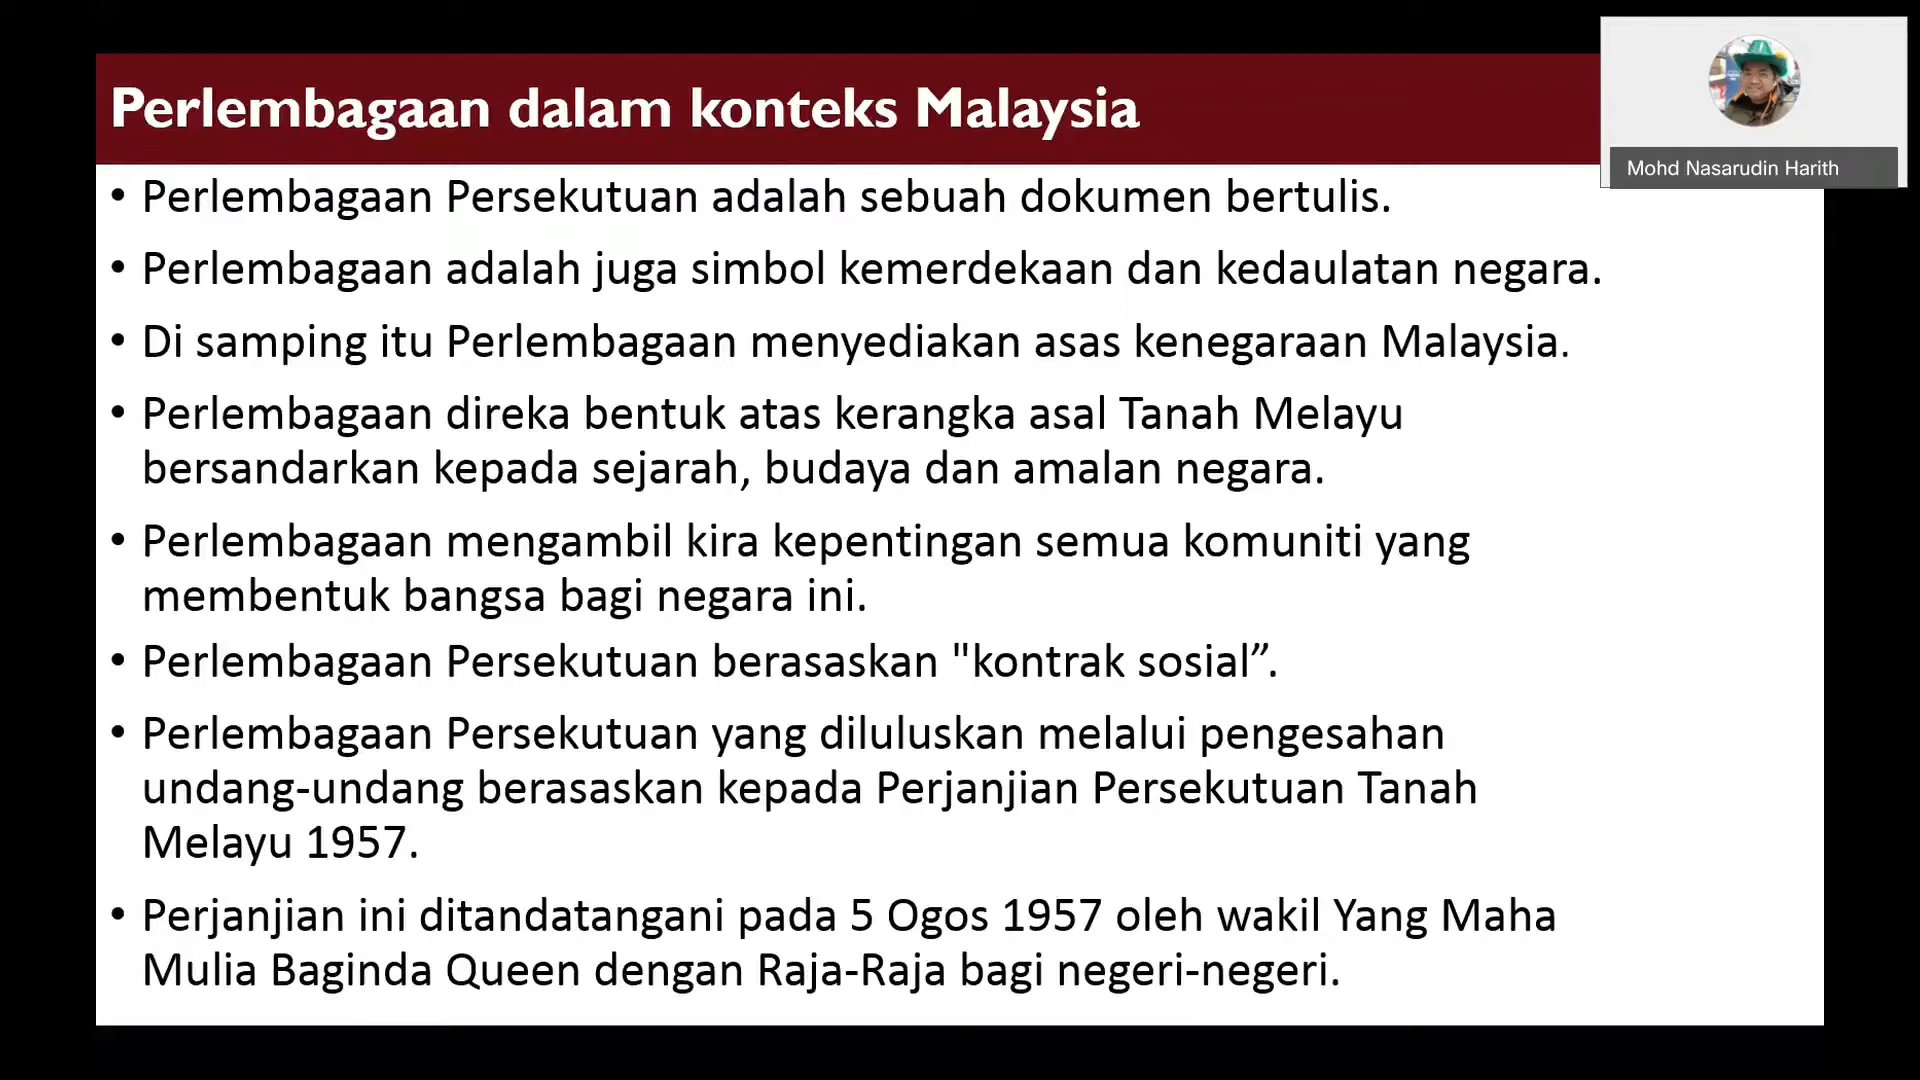 Perlembagaan dalam konteks Malaysia
Mohd Nasarudin Harith
• Perlembagaan Persekutuan adalah sebuah dokumen bertulis.
• Perlembagaan adalah juga simbol kemerdekaan dan kedaulatan negara.
• Di samping itu Perlembagaan menyediakan asas kenegaraan Malaysia.
• Perlembagaan direka bentuk atas kerangka asal Tanah Melayu
bersandarkan kepada sejarah, budaya dan amalan negara.
• Perlembagaan mengambil kira kepentingan semua komuniti yang
membentuk bangsa bagi negara ini.
• Perlembagaan Persekutuan berasaskan "kontrak sosial”.
• Perlembagaan Persekutuan yang diluluskan melalui pengesahan
undang-undang berasaskan kepada Perjanjian Persekutuan Tanah
Melayu 1957.
• Perjanjian ini ditandatangani pada 5 Ogos 1957 oleh wakil Yang Maha
Mulia Baginda Queen dengan Raja-Raja bagi negeri-negeri.